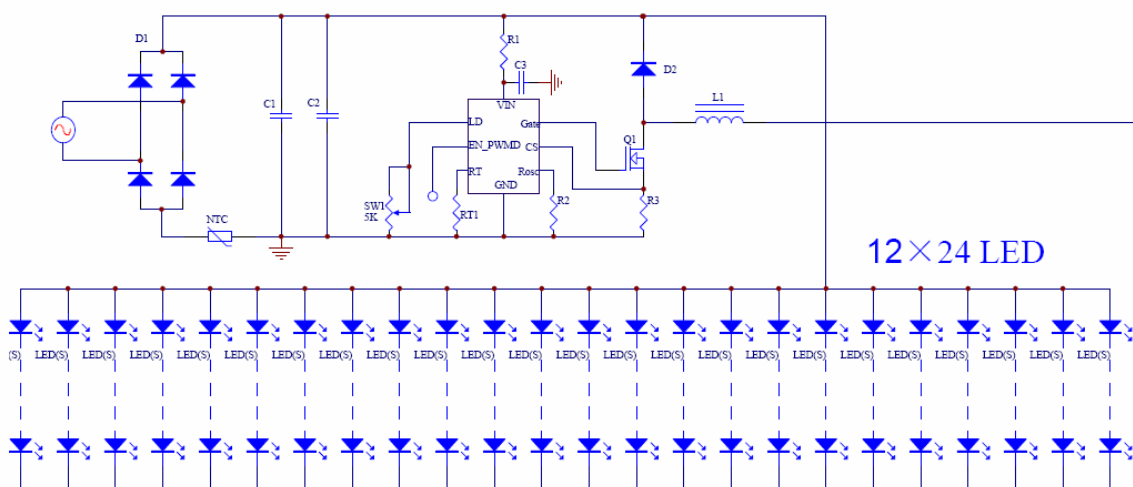 D1
R1
C3
D2
L1
C1
C2
VIN
LD
Gate
EN_PWMD
CS
Q1
RT
Rosc
GND
SW1
5K
RT1
R2
R3
NTC
12×24 LED
(S) LED(S) LED(S) LED(S) LED(S) LED(S) LED(S) LED(S) LED(S) LED(S) LED(S) LED(S) LED(S) LED(S) LED(S) LED(S) LED(S) LED(S) LED(S) LED(S) LED(S) LED(S) LED(S) LED(S)